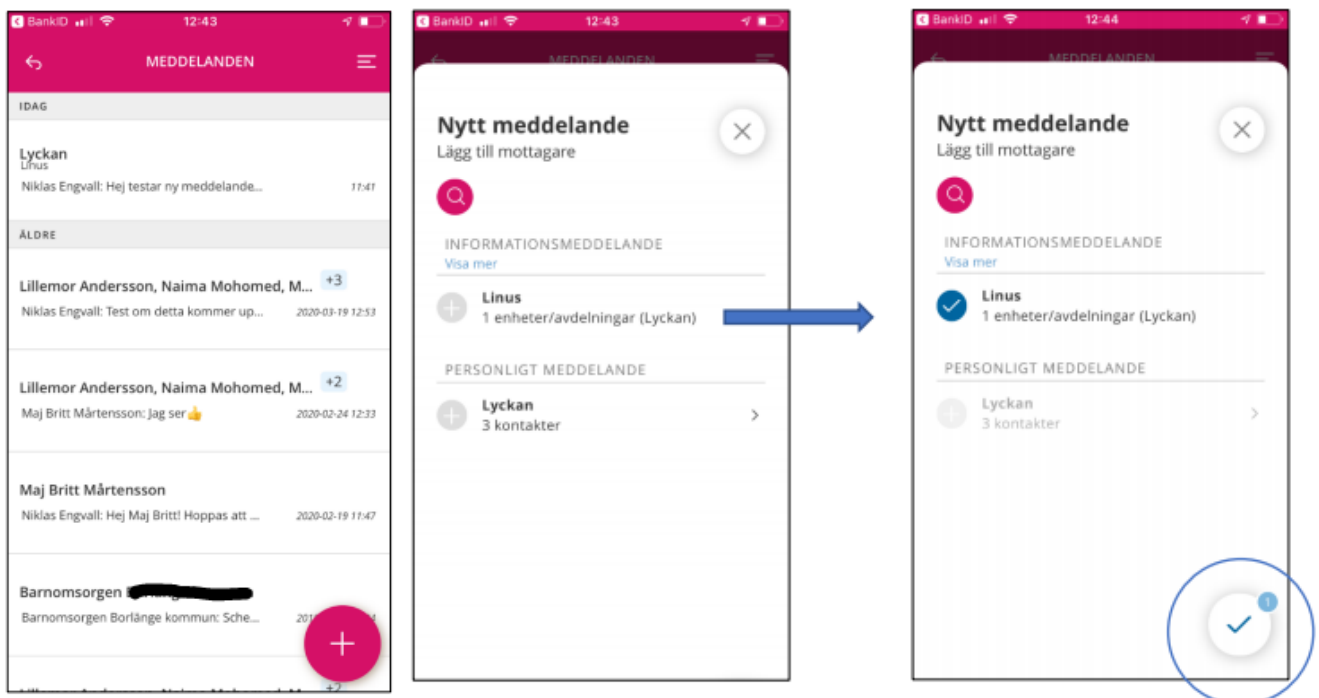 BankID 12:43
MEDDELANDEN
IDAG
Lyckan
Linus
Niklas Engvall: Hej testar ny meddelande... 11:41
ÄLDRE
Lillemor Andersson, Naima Mohomed, M... +3
Niklas Engvall: Test om detta kommer up... 2020-03-19 12:53
Lillemor Andersson, Naima Mohomed, M... +2
Maj Britt Mårtensson: Jag ser👍 2020-02-24 12:33
Maj Britt Mårtensson
Niklas Engvall: Hej Maj Britt! Hoppas att ... 2020-02-19 11:47
Barnomsorgen
Barnomsorgen Borlänge kommun: Sche...
+2
BankID 12:43
MEDDELANDEN
Nytt meddelande
Lägg till mottagare
INFORMATIONSMEDDELANDE
Visa mer
Linus
1 enheter/avdelningar (Lyckan)
PERSONLIGT MEDDELANDE
Lyckan
3 kontakter
BankID 12:44
MEDDELANDEN
Nytt meddelande
Lägg till mottagare
INFORMATIONSMEDDELANDE
Visa mer
Linus
1 enheter/avdelningar (Lyckan)
PERSONLIGT MEDDELANDE
Lyckan
3 kontakter
1